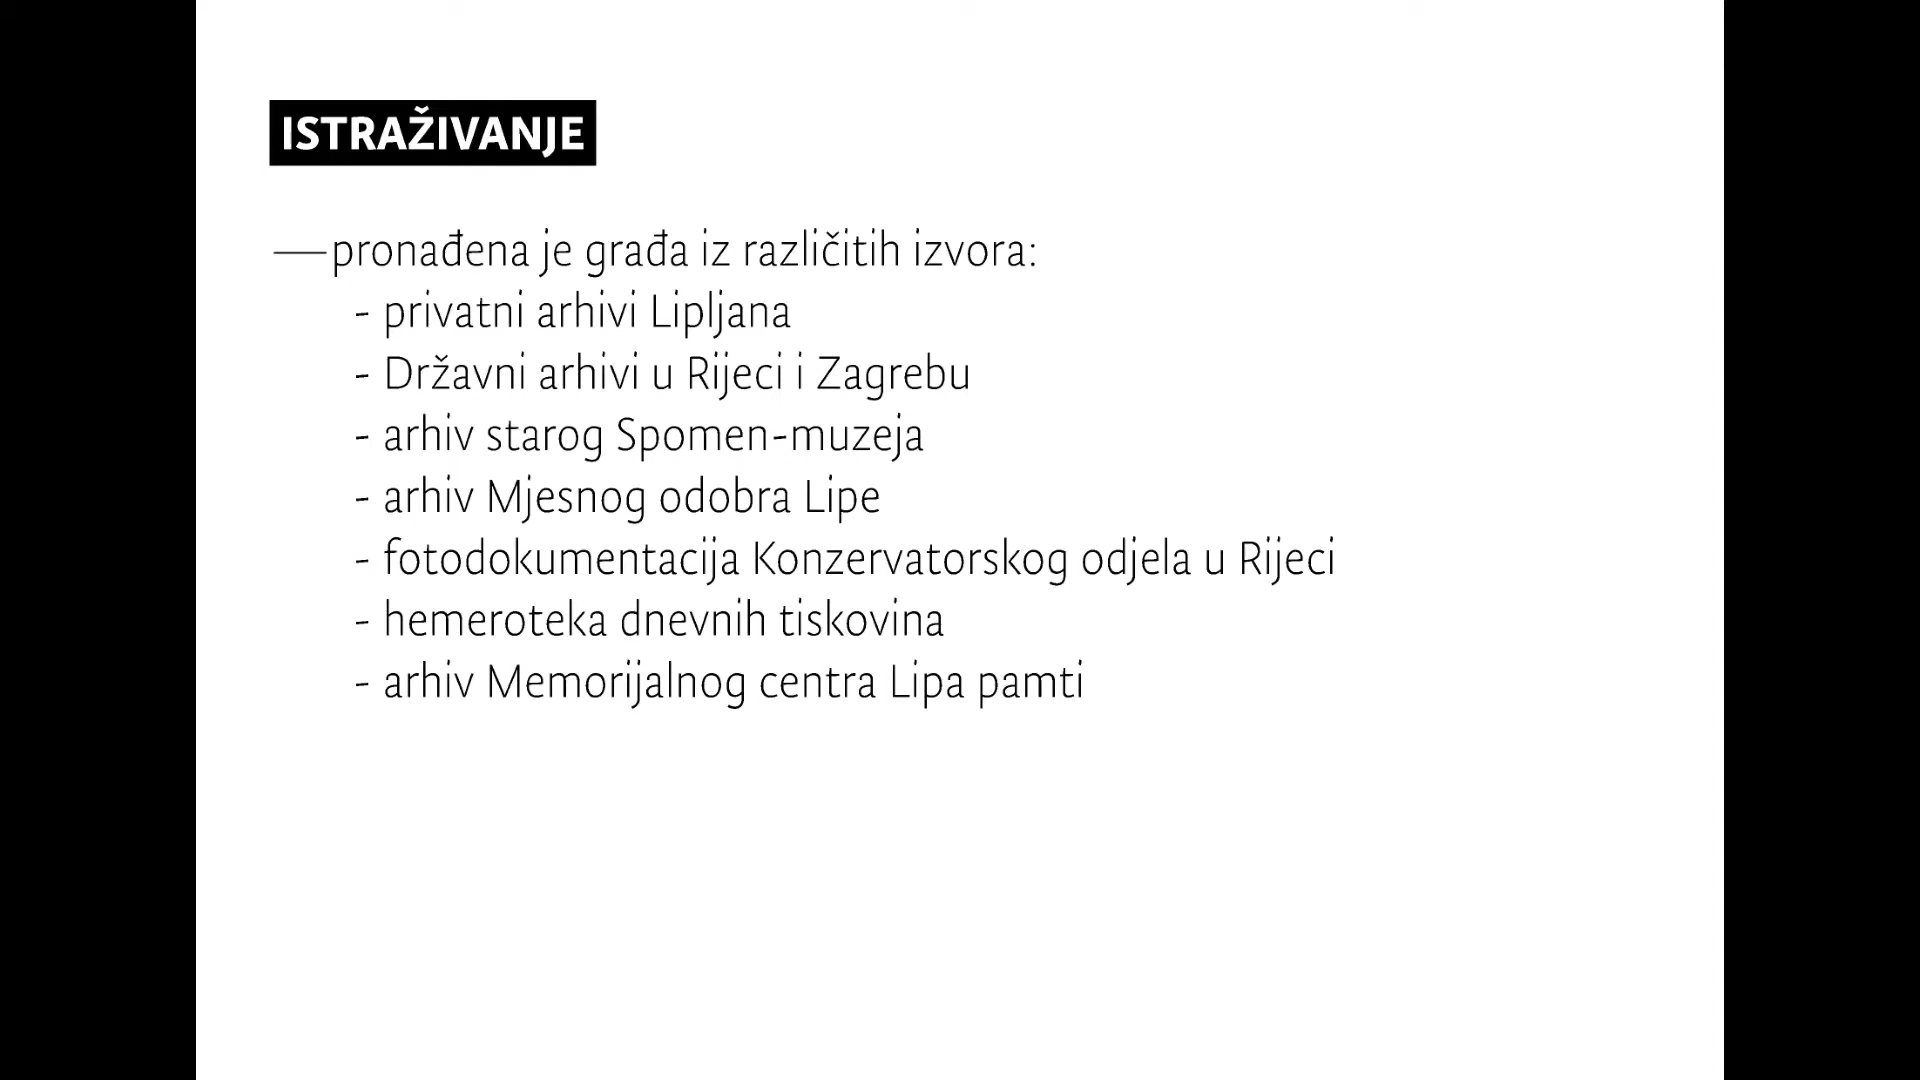 ISTRAŽIVANJE
—pronađena je građa iz različitih izvora:
- privatni arhivi Lipljana
- Državni arhivi u Rijeci i Zagrebu
- arhiv starog Spomen-muzeja
- arhiv Mjesnog odobra Lipe
- fotodokumentacija Konzervatorskog odjela u Rijeci
- hemeroteka dnevnih tiskovina
- arhiv Memorijalnog centra Lipa pamti